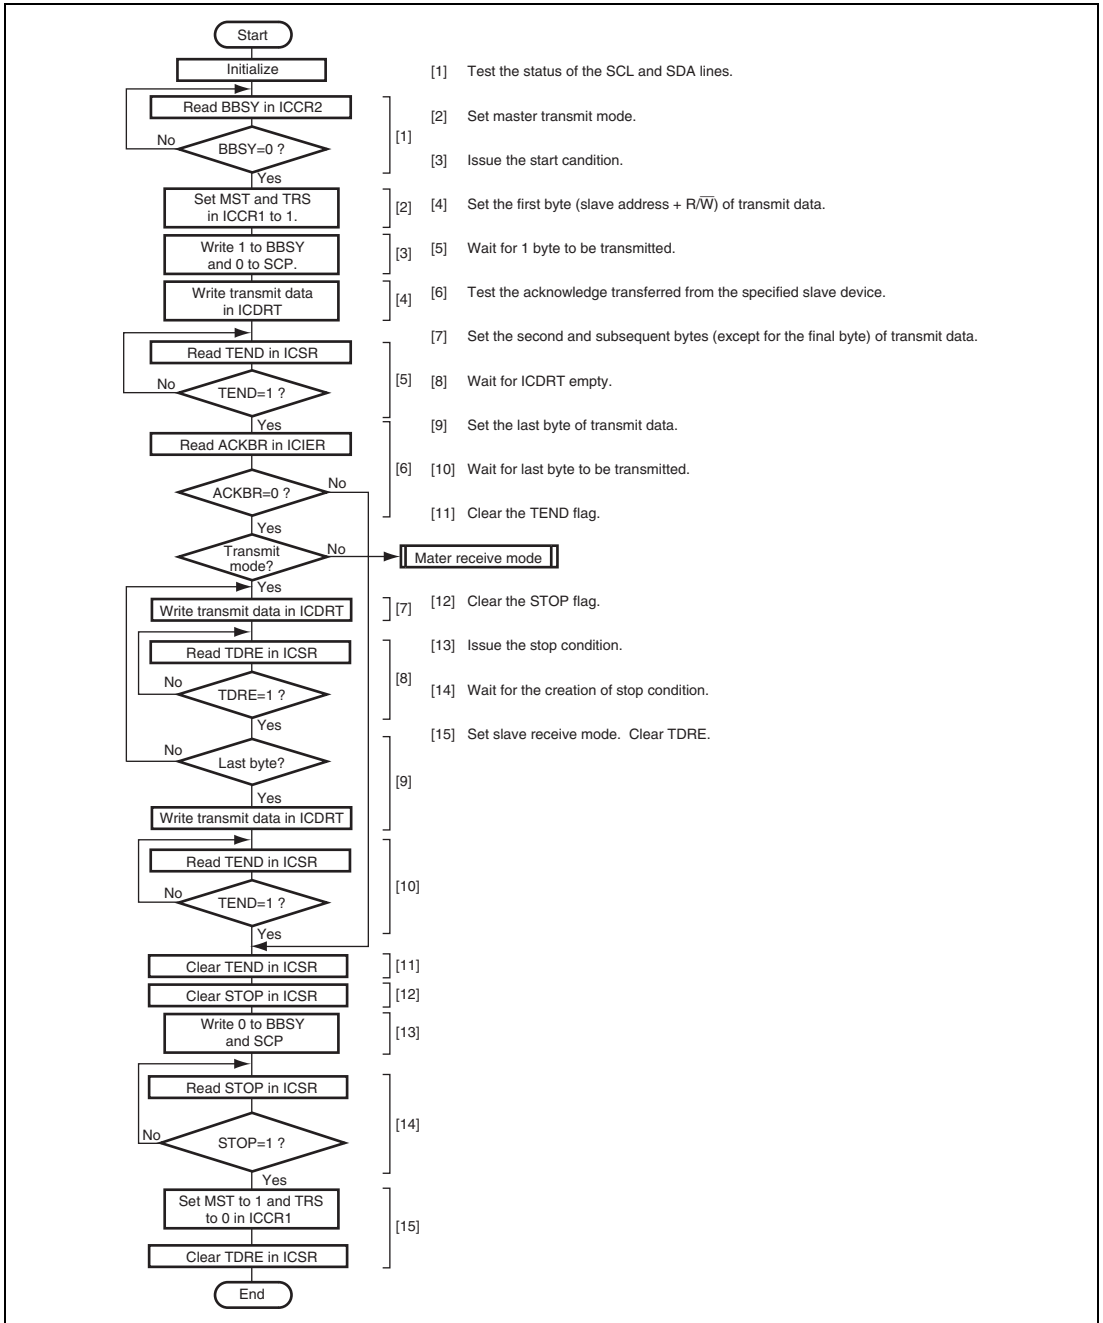 Start
Initialize
Read BBSY in ICCR2
No
BBSY=0 ?
[1]
Yes
Set MST and TRS
in ICCR1 to 1.
[2]
Write 1 to BBSY
and 0 to SCP.
[3]
Write transmit data
in ICDRT
[4]
Read TEND in ICSR
No
TEND=1 ?
[5]
Yes
Read ACKBR in ICIER
ACKBR=0 ?
No
[6]
Yes
Transmit
mode?
No
Mater receive mode
Yes
Write transmit data in ICDRT
[7]
Read TDRE in ICSR
No
TDRE=1 ?
[8]
Yes
No
Last byte?
[9]
Yes
Write transmit data in ICDRT
Read TEND in ICSR
No
TEND=1 ?
[10]
Yes
Clear TEND in ICSR
[11]
Clear STOP in ICSR
[12]
Write 0 to BBSY
and SCP
[13]
Read STOP in ICSR
No
STOP=1 ?
[14]
Yes
Set MST to 1 and TRS
to 0 in ICCR1
[15]
Clear TDRE in ICSR
End
[1] Test the status of the SCL and SDA lines.
[2] Set master transmit mode.
[3] Issue the start candition.
[4] Set the first byte (slave address + R/W̅) of transmit data.
[5] Wait for 1 byte to be transmitted.
[6] Test the acknowledge transferred from the specified slave device.
[7] Set the second and subsequent bytes (except for the final byte) of transmit data.
[8] Wait for ICDRT empty.
[9] Set the last byte of transmit data.
[10] Wait for last byte to be transmitted.
[11] Clear the TEND flag.
[12] Clear the STOP flag.
[13] Issue the stop condition.
[14] Wait for the creation of stop condition.
[15] Set slave receive mode. Clear TDRE.